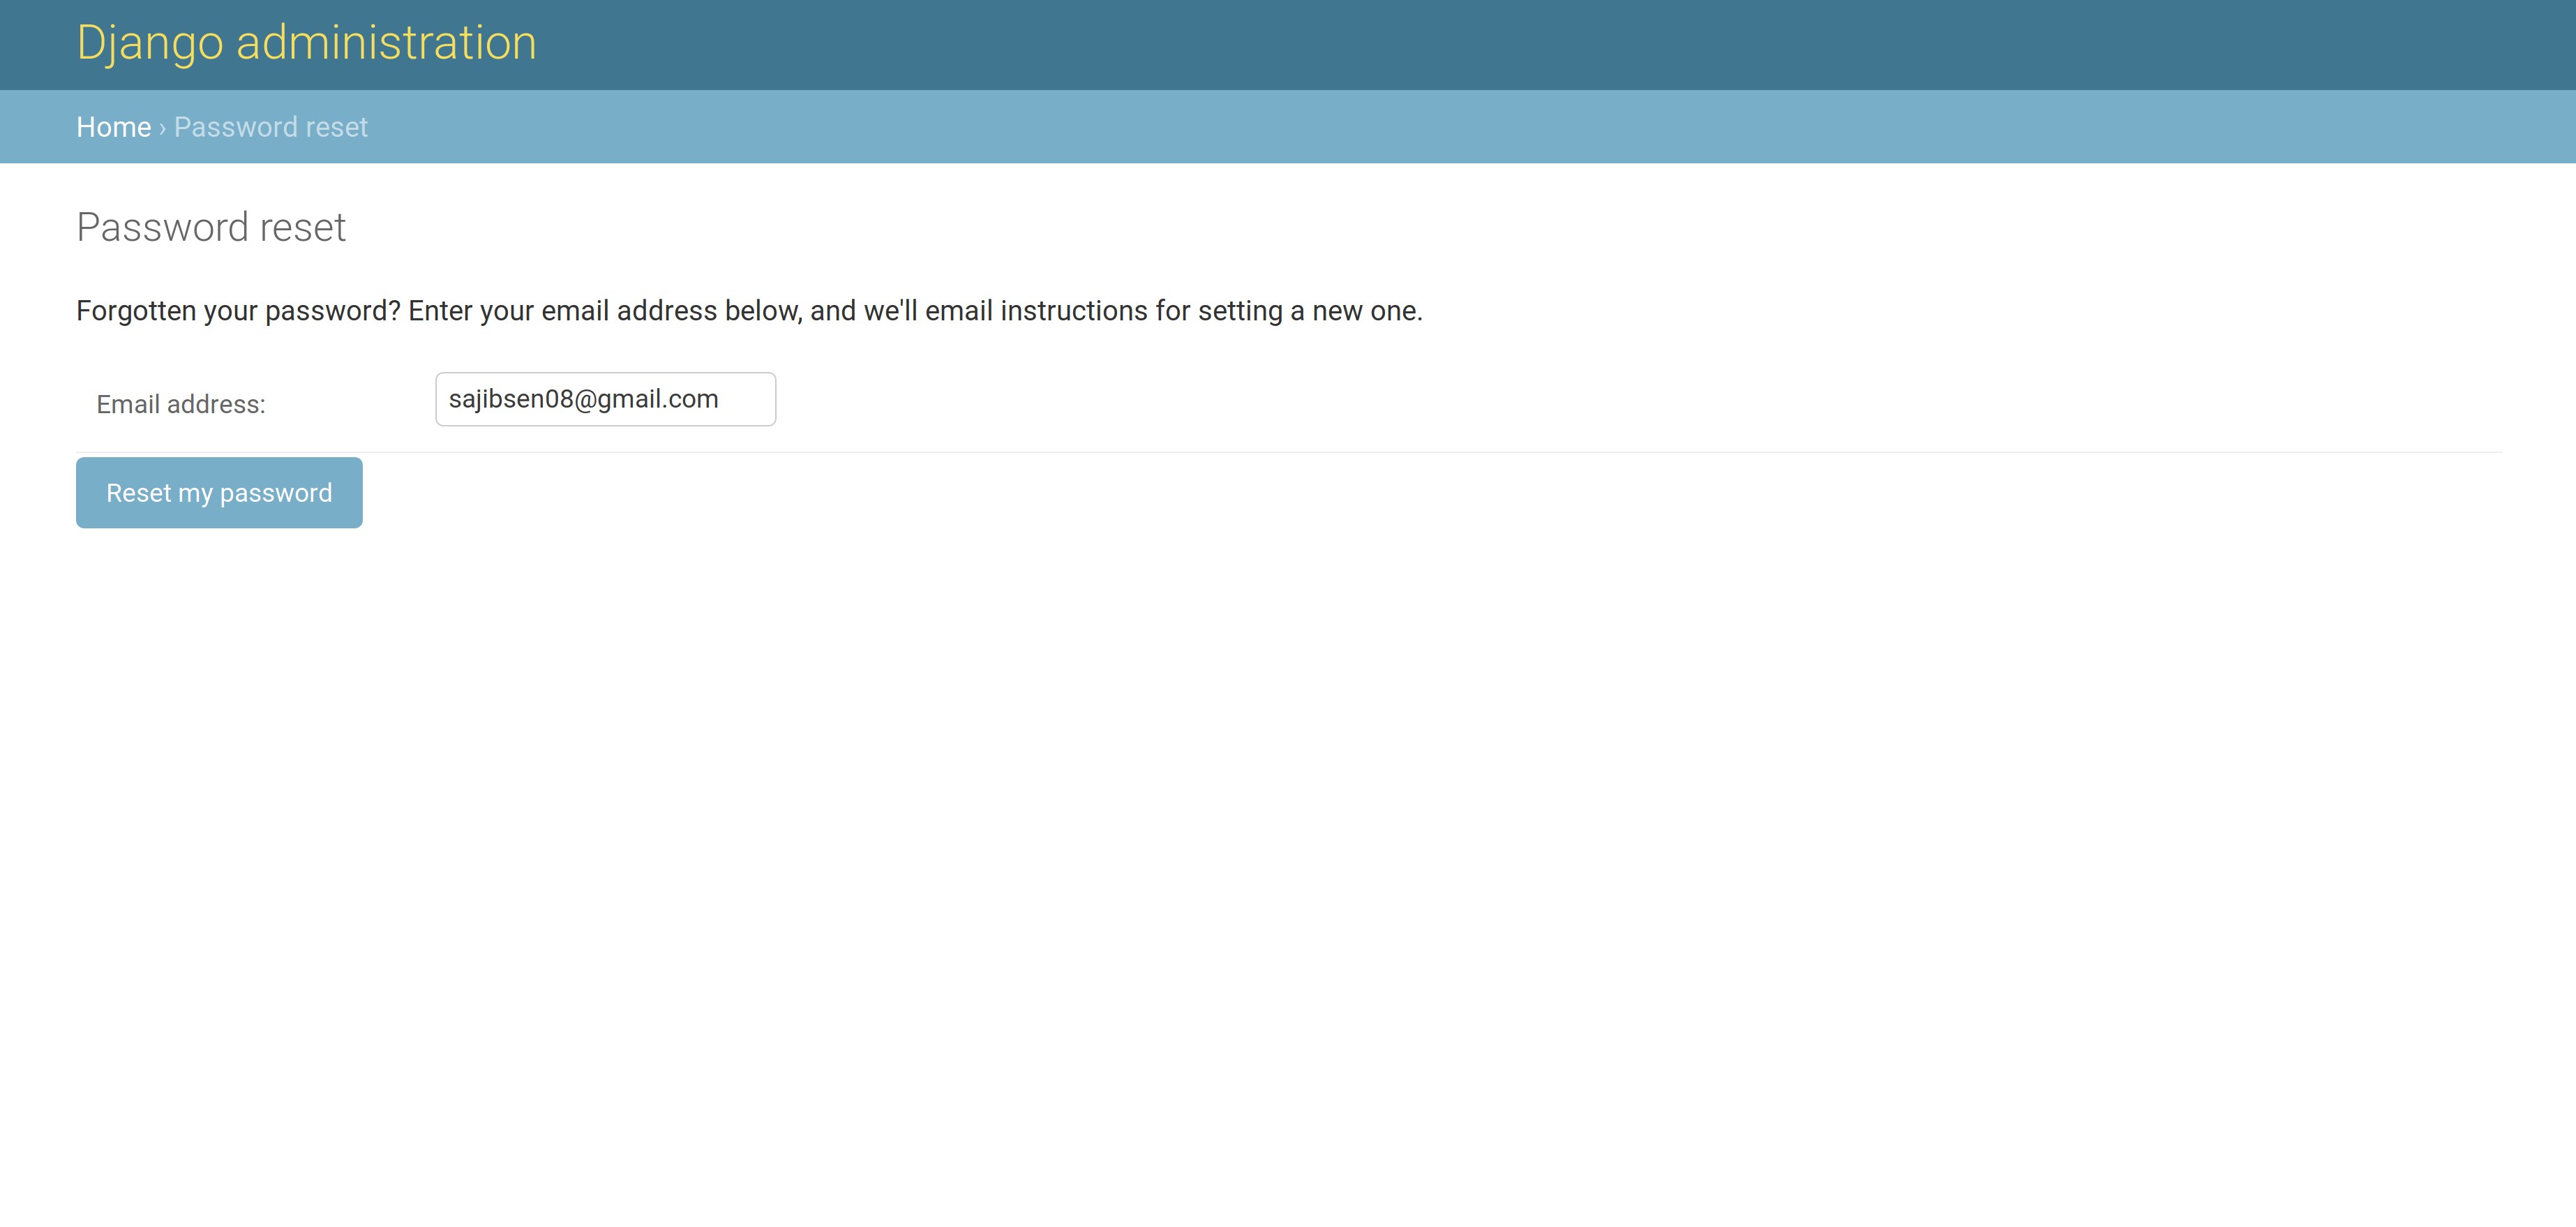 Django administration
Home › Password reset
Password reset
Forgotten your password? Enter your email address below, and we'll email instructions for setting a new one.
Email address: sajibsen08@gmail.com
Reset my password